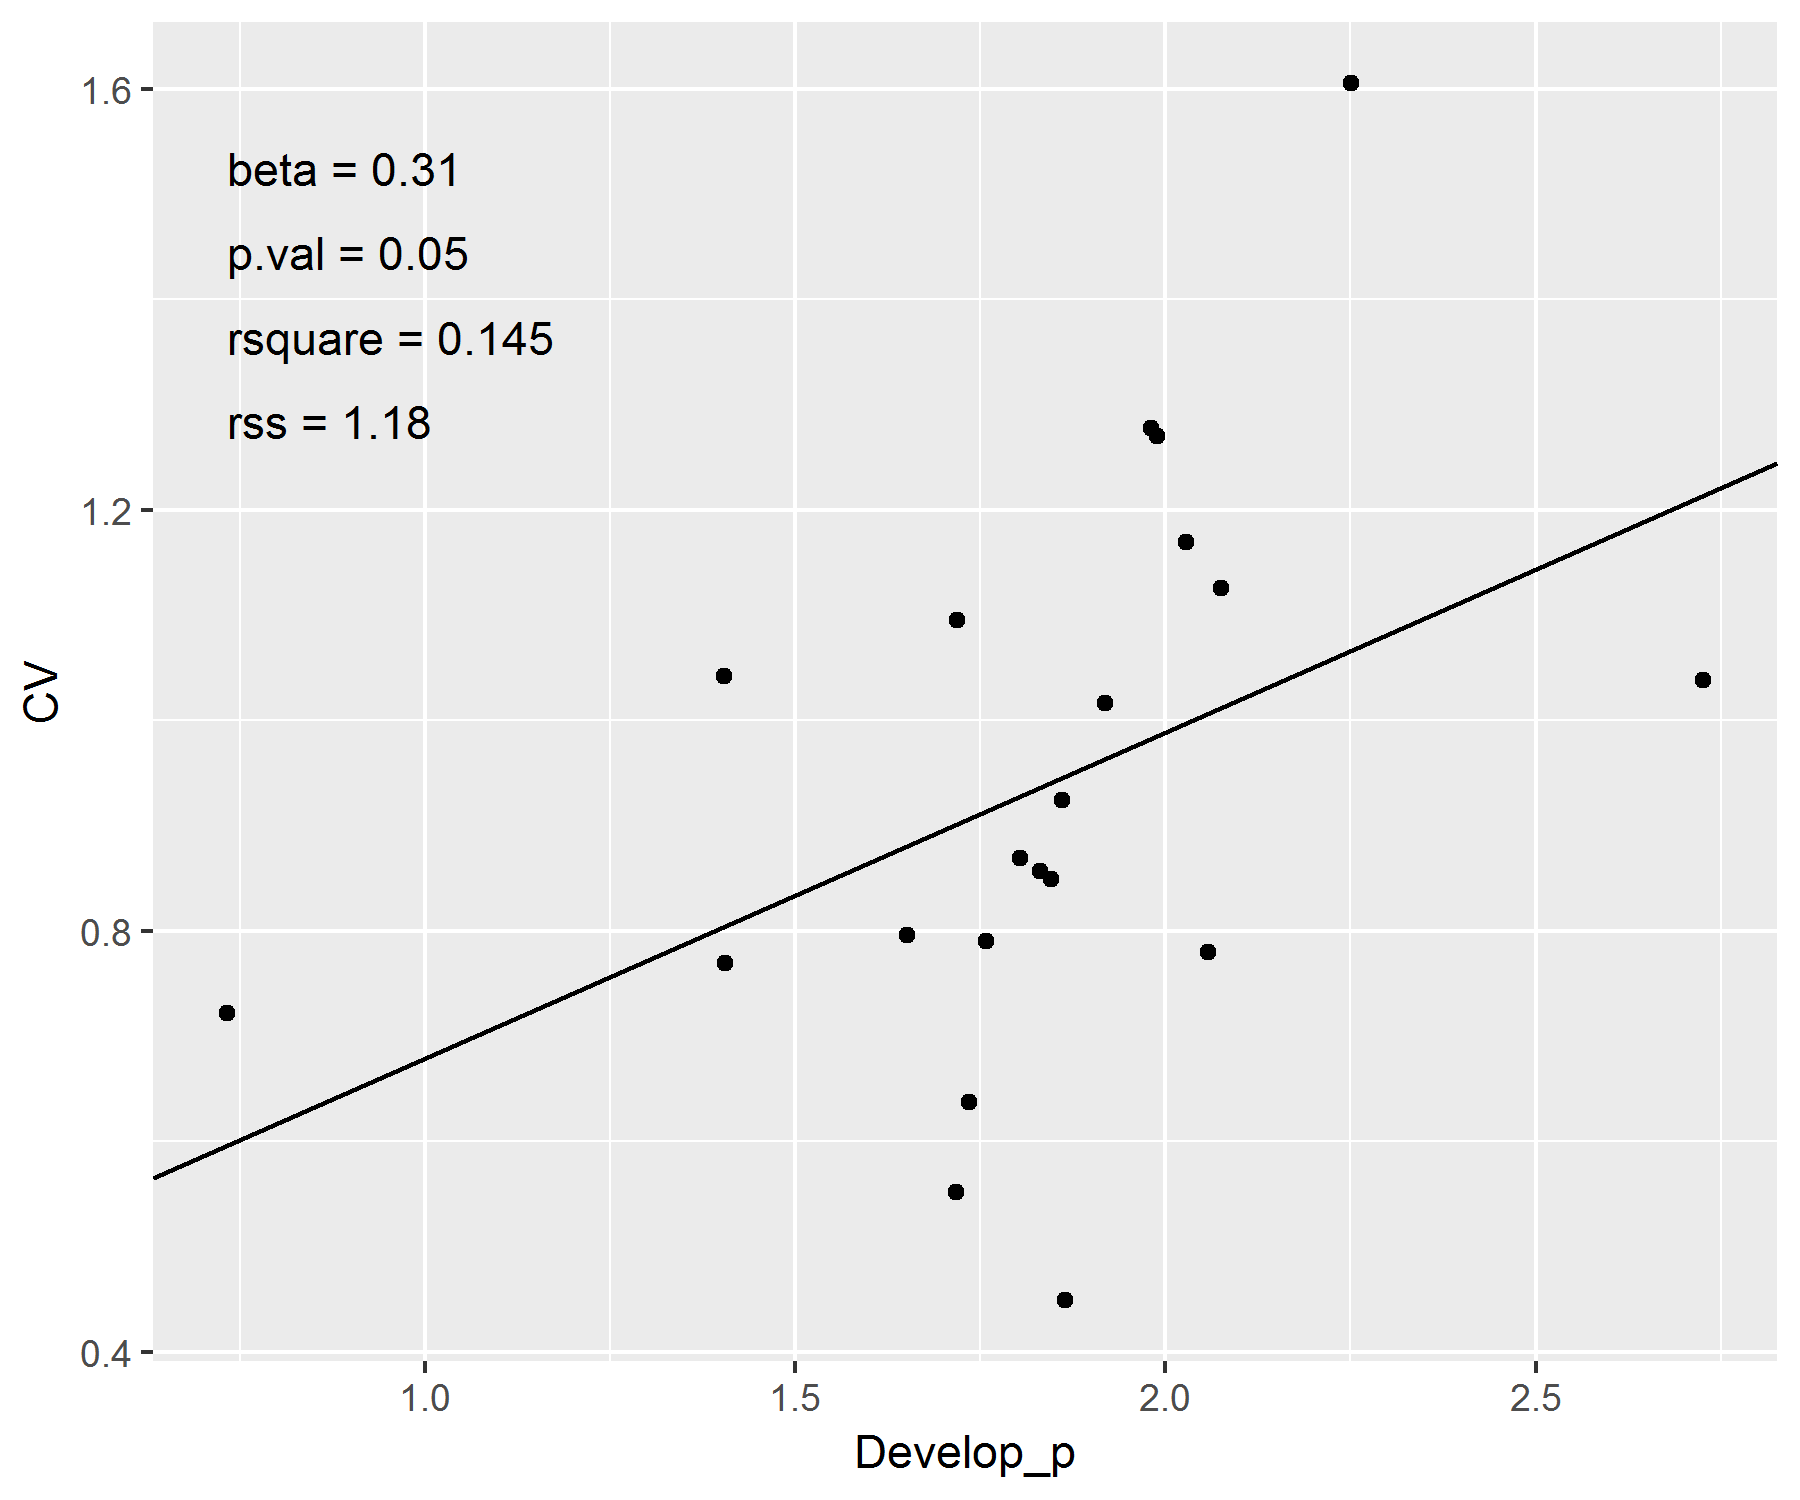 1.6
beta = 0.31
p.val = 0.05
rsquare = 0.145
rss = 1.18
1.2
CV
0.8
0.4
1.0 1.5 2.0 2.5
Develop_p